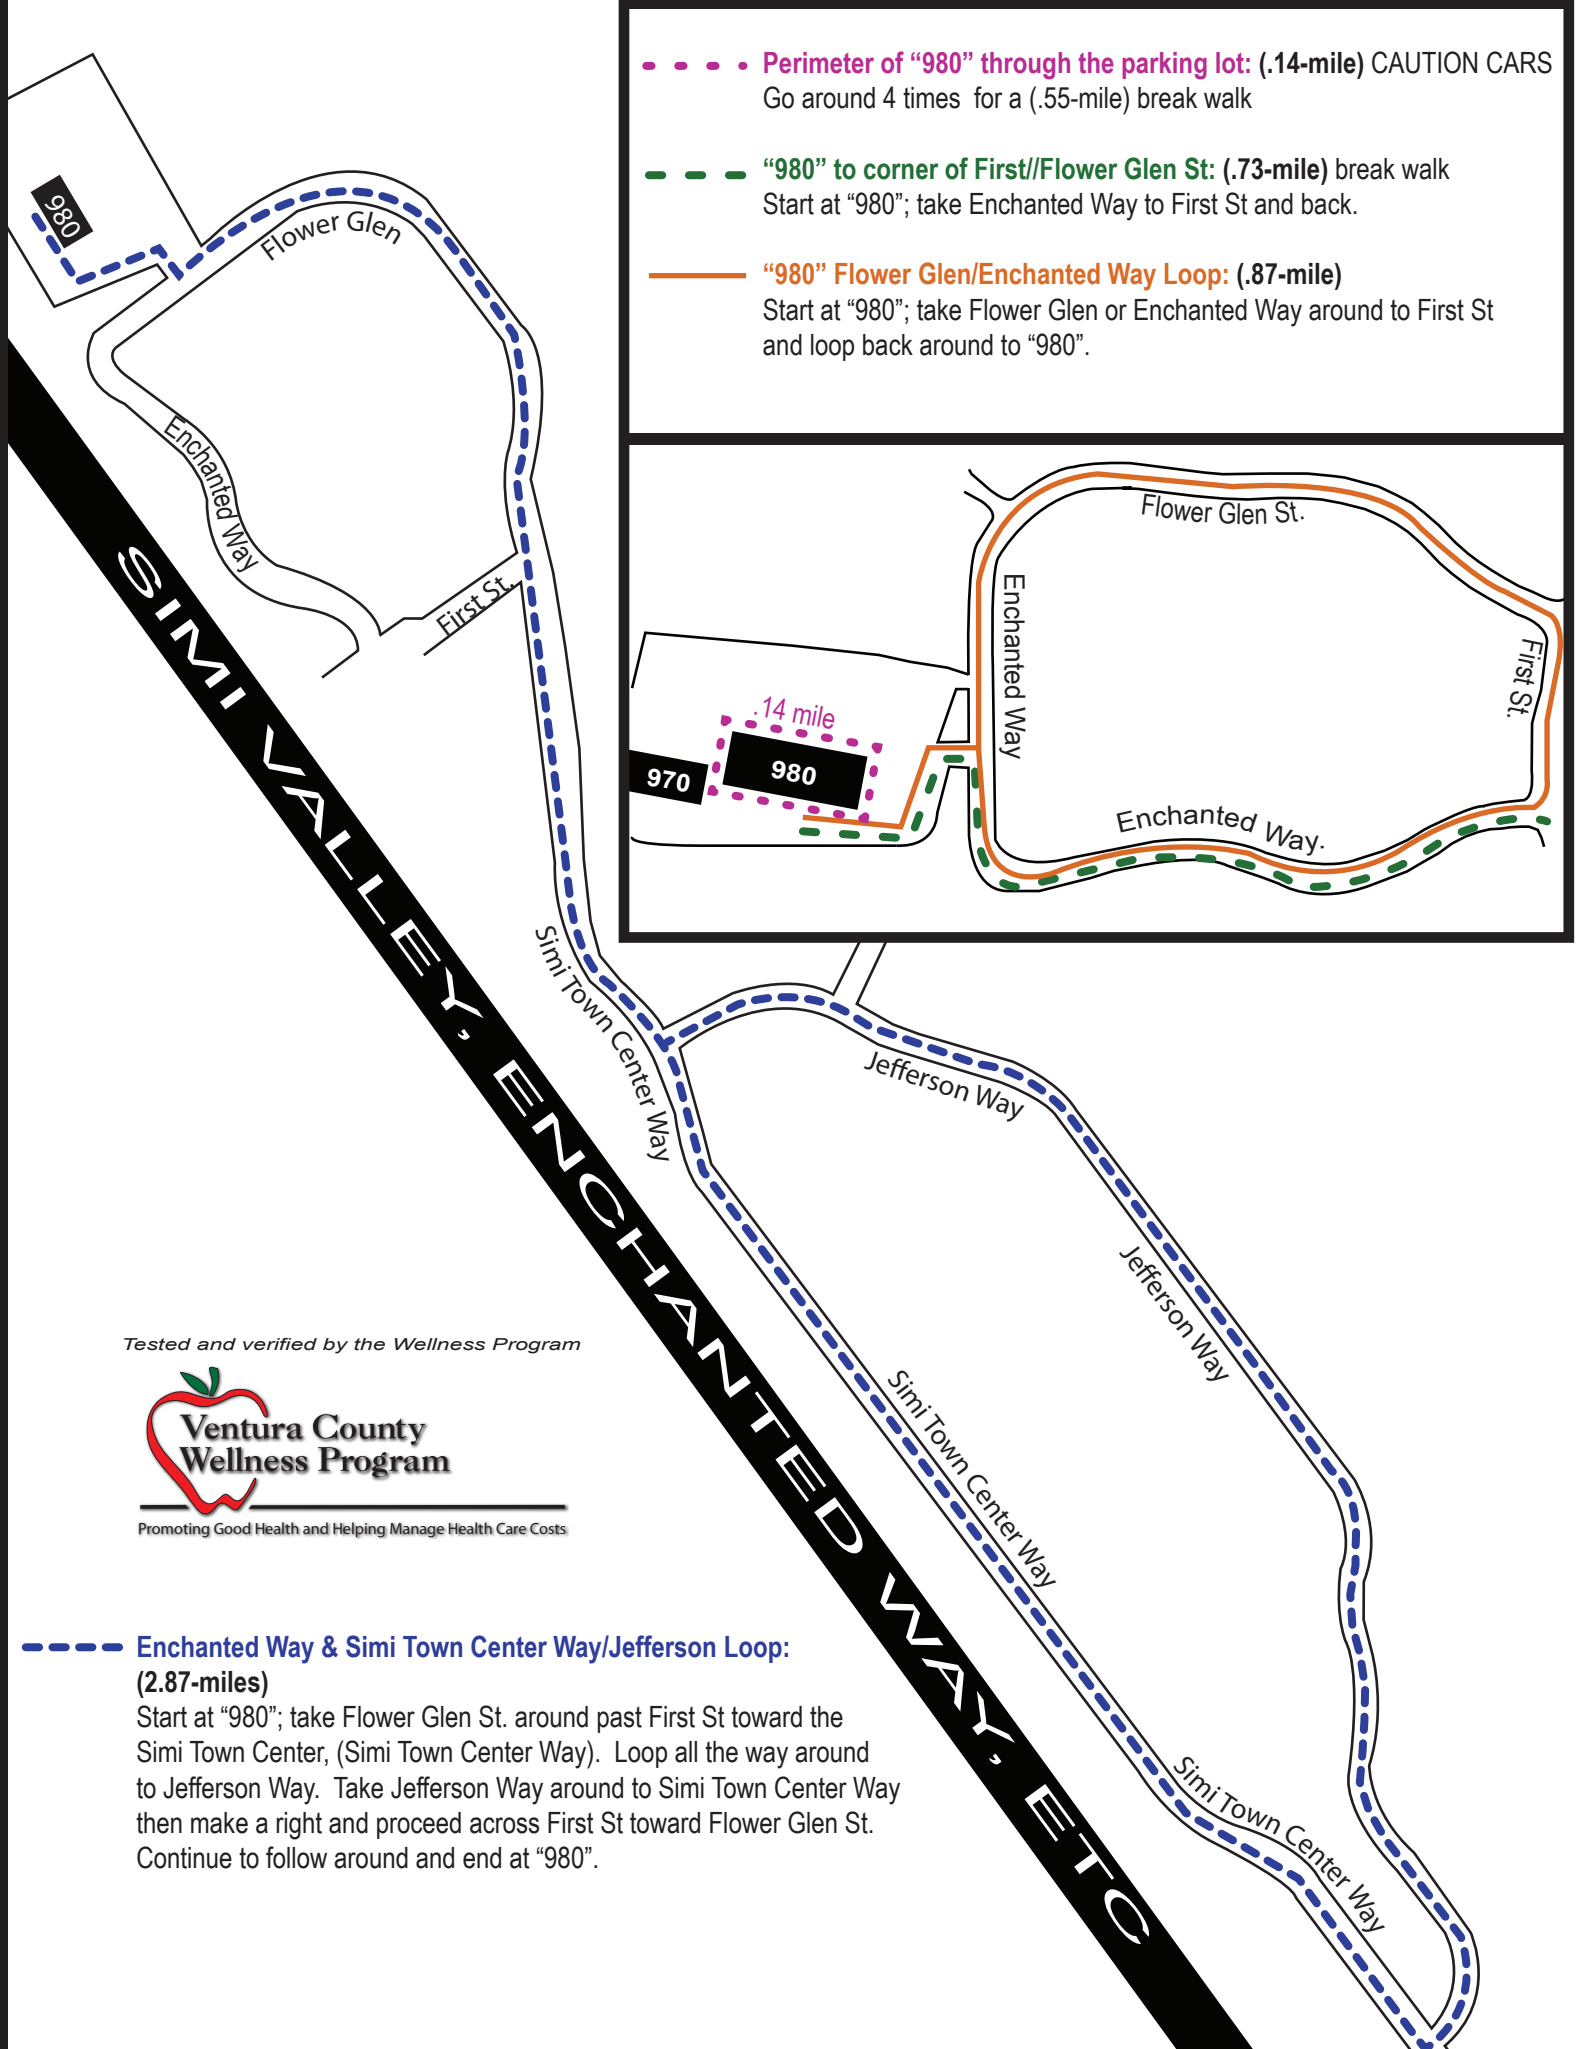 Perimeter of “980” through the parking lot: (.14-mile) CAUTION CARS
Go around 4 times  for a (.55-mile) break walk
“980” to corner of First//Flower Glen St: (.73-mile) break walk
Start at “980”; take Enchanted Way to First St and back.
“980” Flower Glen/Enchanted Way Loop: (.87-mile)
Start at “980”; take Flower Glen or Enchanted Way around to First St
and loop back around to “980”.
980
Flower Glen
Enchanted Way
First St.
Flower Glen St.
Enchanted Way
First St.
.14 mile
970
980
Enchanted Way.
SIMI VALLEY, ENCHANTED WAY, ETC
Simi Town Center Way
Jefferson Way
Jefferson Way
Simi Town Center Way
Simi Town Center Way
Tested and verified by the Wellness Program
Ventura County
Wellness Program
Promoting Good Health and Helping Manage Health Care Costs
Enchanted Way & Simi Town Center Way/Jefferson Loop:
(2.87-miles)
Start at “980”; take Flower Glen St. around past First St toward the
Simi Town Center, (Simi Town Center Way).  Loop all the way around
to Jefferson Way.  Take Jefferson Way around to Simi Town Center Way
then make a right and proceed across First St toward Flower Glen St.
Continue to follow around and end at “980”.